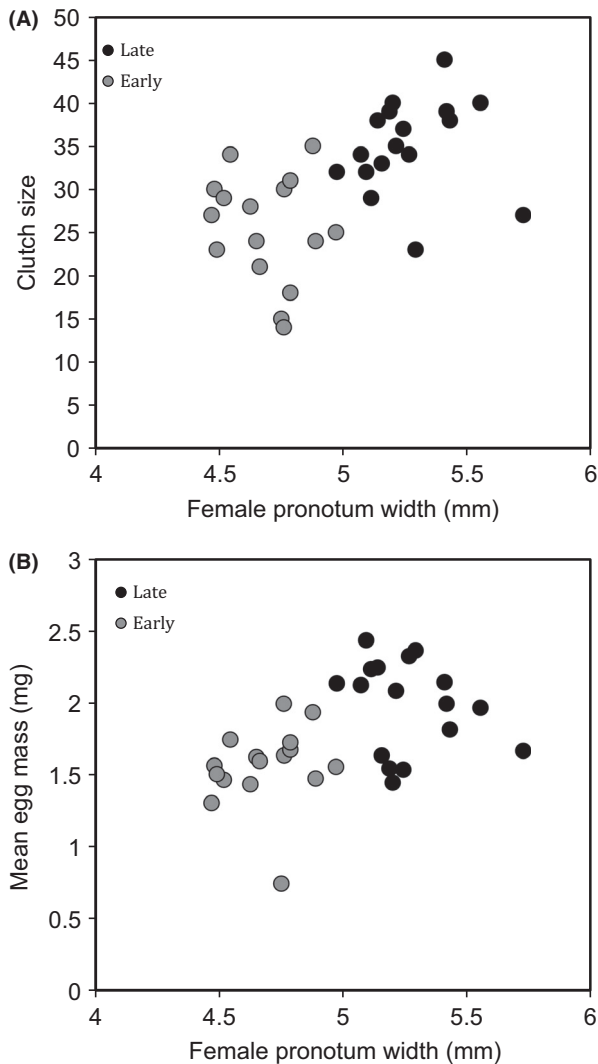 (A)
50
45
40
35
30
25
20
15
10
5
0
Clutch size
Late
Early
4 4.5 5 5.5 6
Female pronotum width (mm)
(B)
3
2.5
2
1.5
1
0.5
0
Mean egg mass (mg)
Late
Early
4 4.5 5 5.5 6
Female pronotum width (mm)